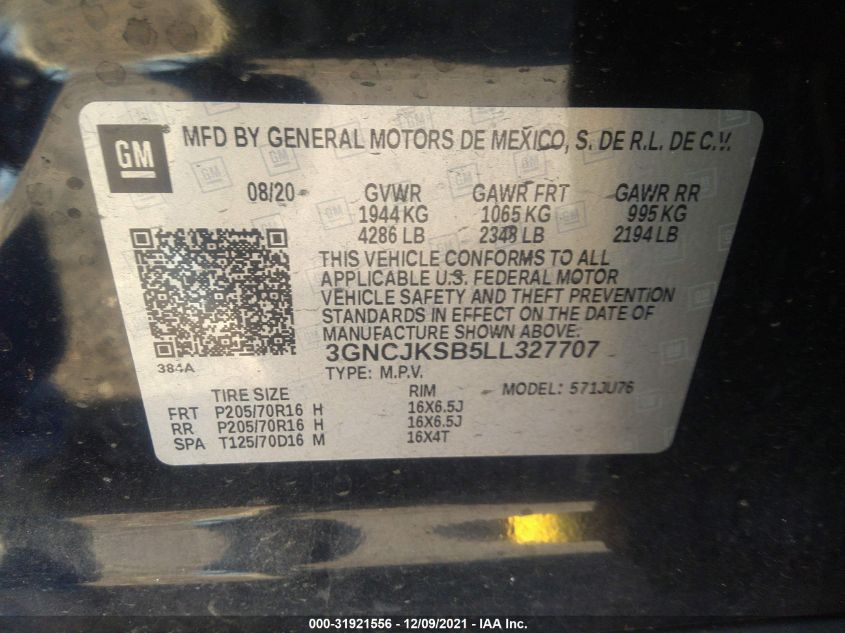 GM MFD BY GENERAL MOTORS DE MEXICO, S. DE R.L. DE C.V.
08/20 GVWR GAWR FRT GAWR RR
1944 KG 1065 KG 995 KG
4286 LB 2348 LB 2194 LB
THIS VEHICLE CONFORMS TO ALL
APPLICABLE U.S. FEDERAL MOTOR
VEHICLE SAFETY AND THEFT PREVENTION
STANDARDS IN EFFECT ON THE DATE OF
MANUFACTURE SHOWN ABOVE.
3GNCJKSB5LL327707
384A
TYPE: M.P.V.
TIRE SIZE RIM MODEL: 571JU76
FRT P205/70R16 H 16X6.5J
RR P205/70R16 H 16X6.5J
SPA T125/70D16 M 16X4T
000-31921556 - 12/09/2021 - IAA Inc.